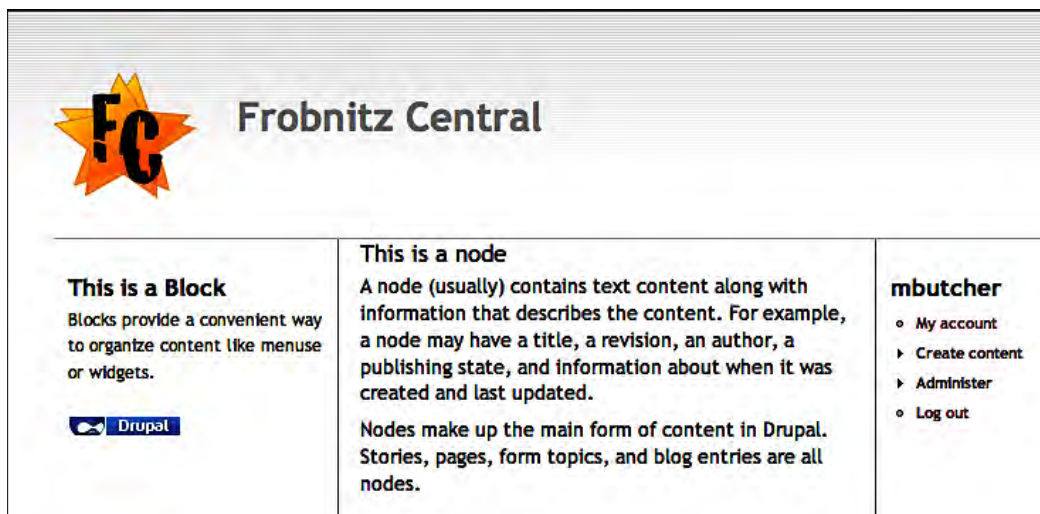 FC
Frobnitz Central
This is a Block
Blocks provide a convenient way
to organize content like menuse
or widgets.
Drupal
This is a node
A node (usually) contains text content along with
information that describes the content. For example,
a node may have a title, a revision, an author, a
publishing state, and information about when it was
created and last updated.
Nodes make up the main form of content in Drupal.
Stories, pages, form topics, and blog entries are all
nodes.
mbutcher
My account
Create content
Administer
Log out